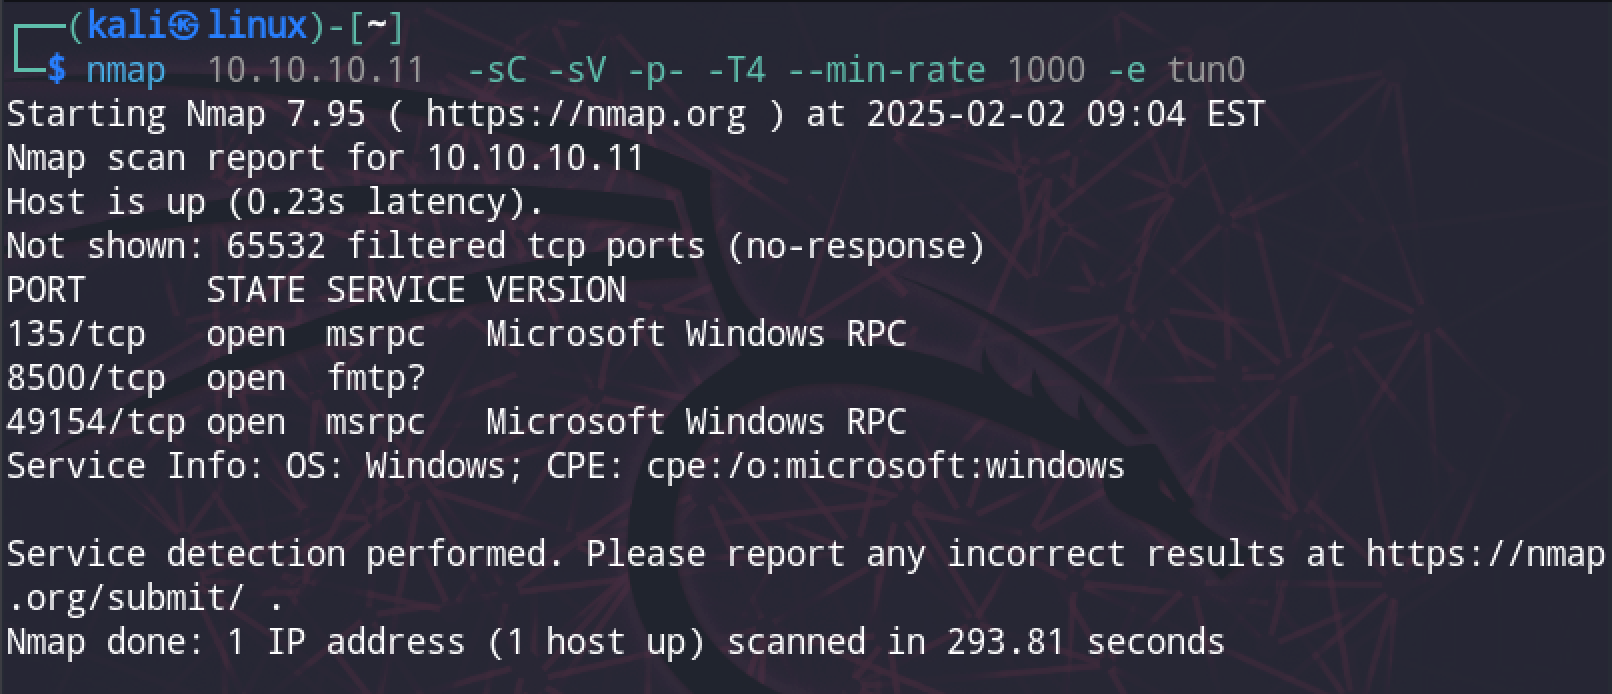 ┌──(kali㉿linux)-[~]
└─$ nmap  10.10.10.11  -sC -sV -p- -T4 --min-rate 1000 -e tun0
Starting Nmap 7.95 ( https://nmap.org ) at 2025-02-02 09:04 EST
Nmap scan report for 10.10.10.11
Host is up (0.23s latency).
Not shown: 65532 filtered tcp ports (no-response)
PORT      STATE SERVICE VERSION
135/tcp   open  msrpc   Microsoft Windows RPC
8500/tcp  open  fmtp?
49154/tcp open  msrpc   Microsoft Windows RPC
Service Info: OS: Windows; CPE: cpe:/o:microsoft:windows

Service detection performed. Please report any incorrect results at https://nmap
.org/submit/ .
Nmap done: 1 IP address (1 host up) scanned in 293.81 seconds